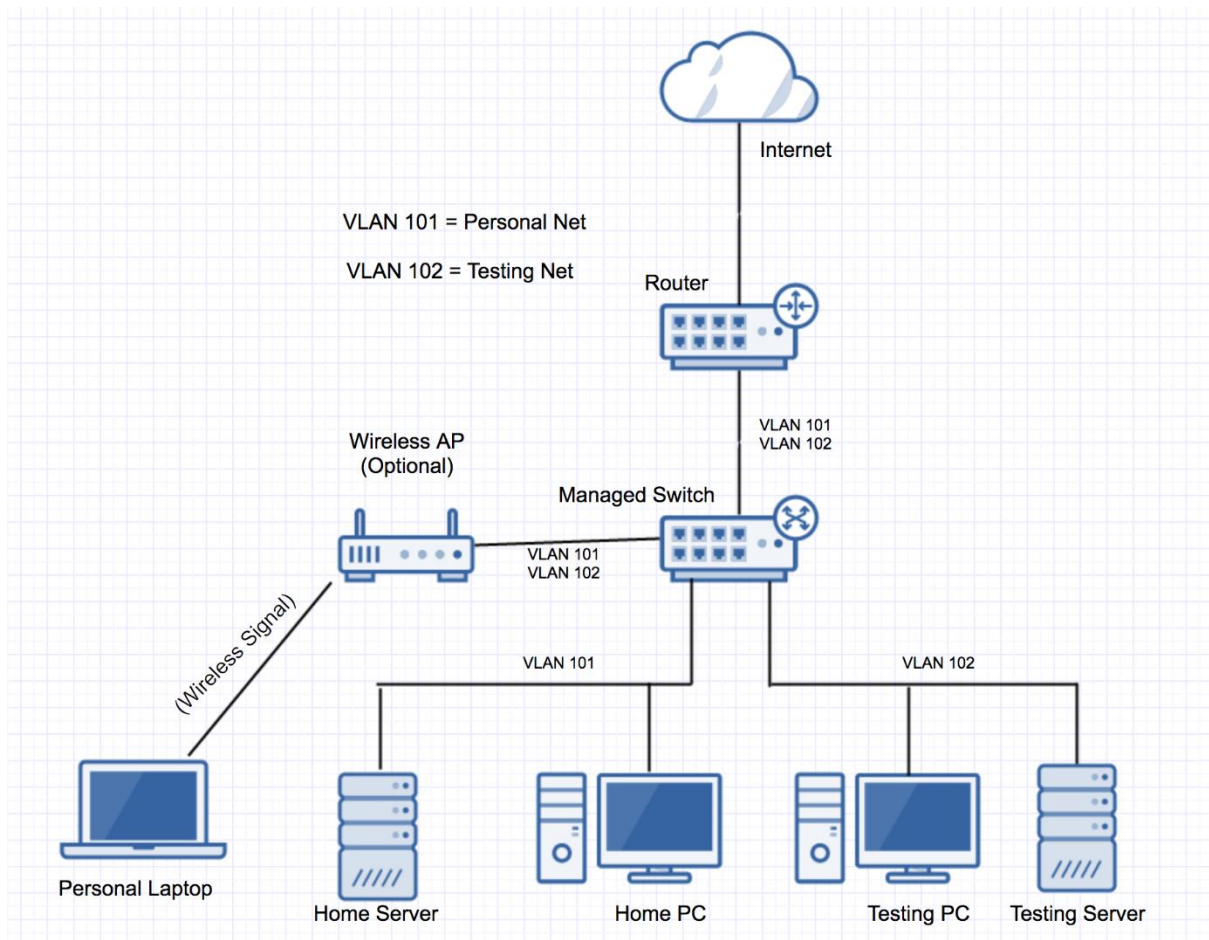 Internet
VLAN 101 = Personal Net
VLAN 102 = Testing Net
Router
VLAN 101
VLAN 102
Wireless AP
(Optional)
Managed Switch
VLAN 101
VLAN 102
(Wireless Signal)
VLAN 101
VLAN 102
Personal Laptop
Home Server
Home PC
Testing PC
Testing Server